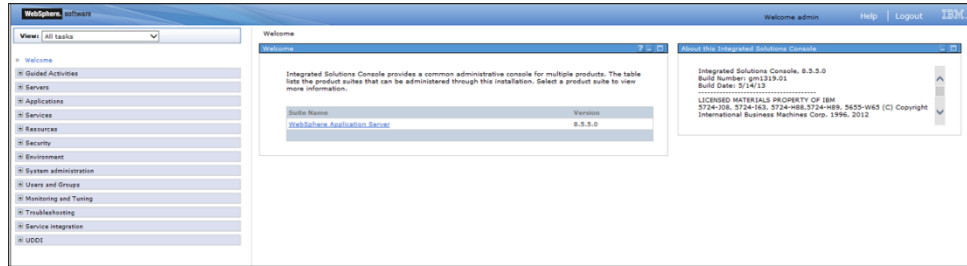 WebSphere. software
Welcome admin
Help
Logout
IBM.
View: All tasks
Welcome
Guided Activities
Servers
Applications
Services
Resources
Security
Environment
System administration
Users and Groups
Monitoring and Tuning
Troubleshooting
Service integration
UDDI
Welcome
Welcome
Integrated Solutions Console provides a common administrative console for multiple products. The table
lists the product suites that can be administered through this installation. Select a product suite to view
more information.
Suite Name Version
WebSphere Application Server 8.5.5.0
About this Integrated Solutions Console
Integrated Solutions Console, 8.5.5.0
Build Number: gm1319.01
Build Date: 5/14/13
----------------------------------
LICENSED MATERIALS PROPERTY OF IBM
5724-J08, 5724-I63, 5724-H88,5724-H89, 5655-W65 (C) Copyright
International Business Machines Corp. 1996, 2012